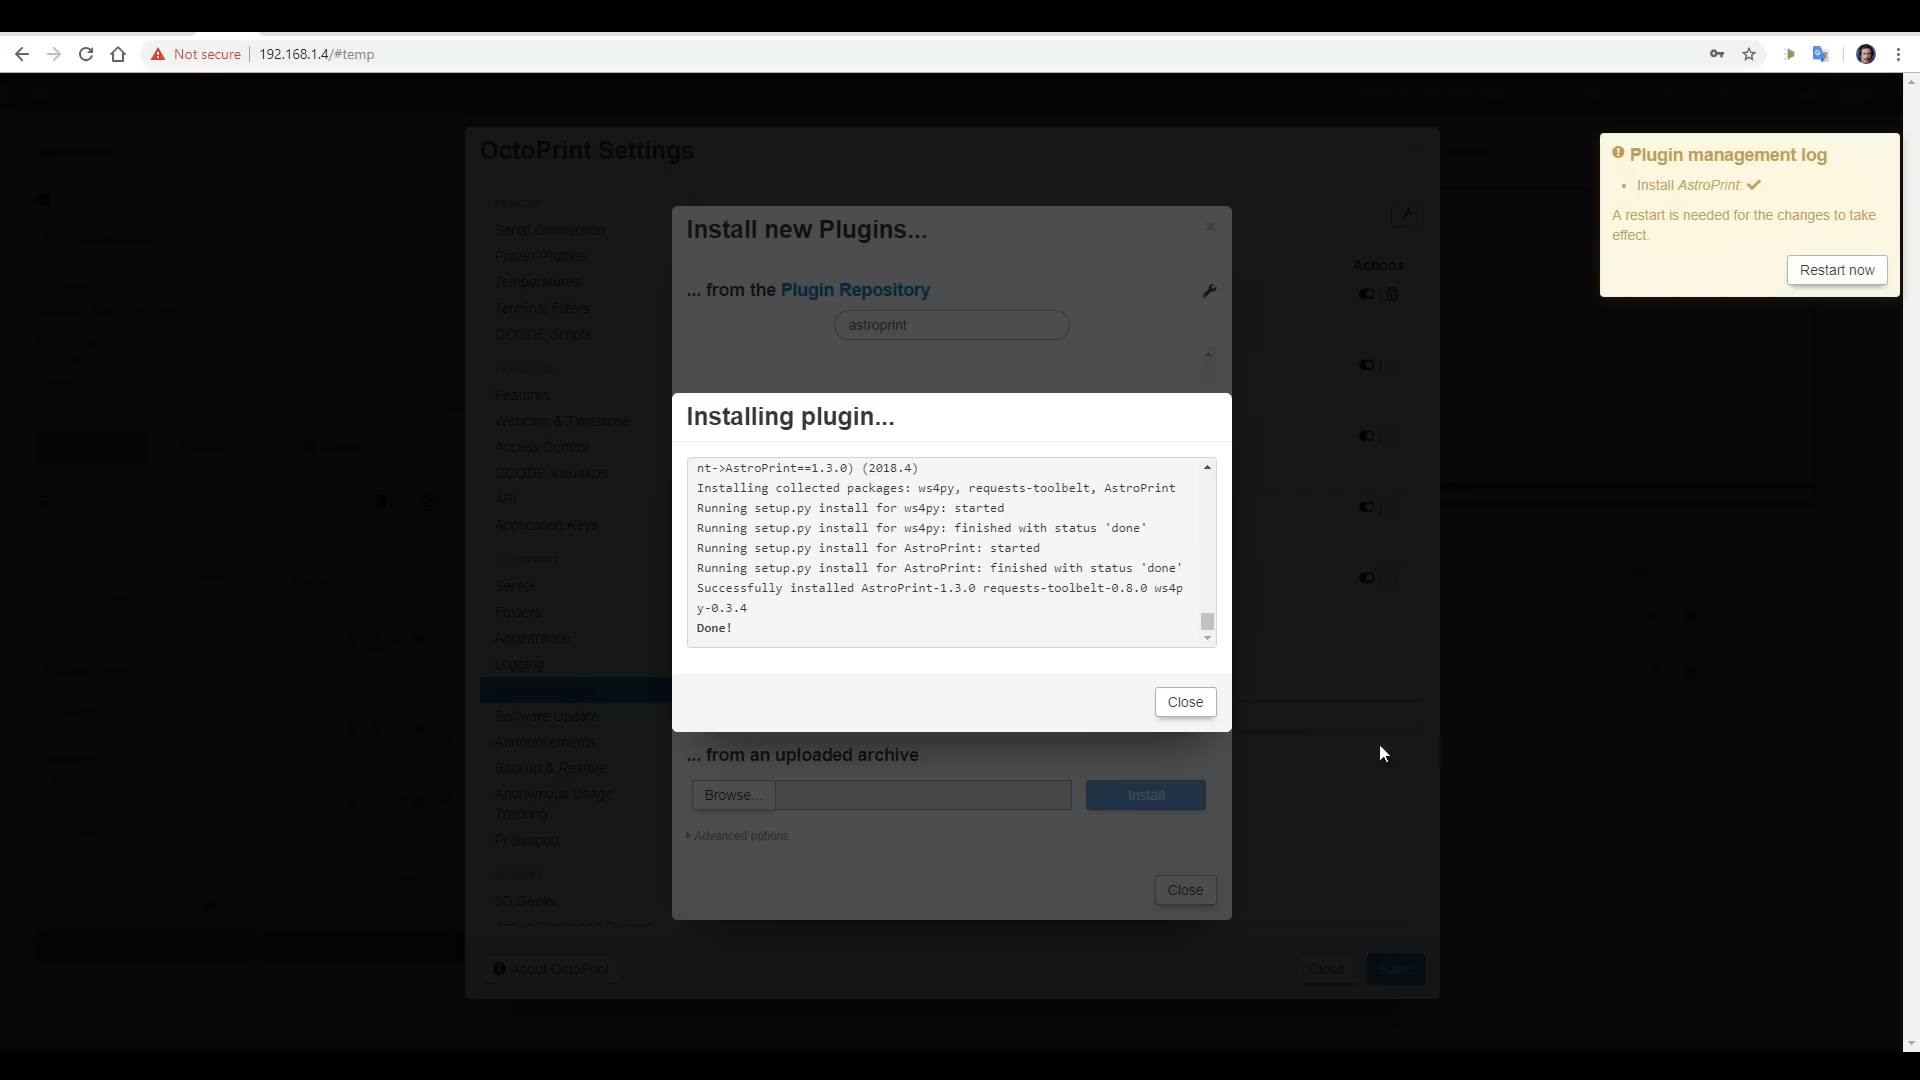 Not secure
192.168.1.4/#temp
OctoPrint Settings
Serial Connection
Printer Profiles
Temperatures
Terminal Filters
GCODE Scripts
Features
Webcam & Timelapse
Access Control
GCODE Visualizer
API
Application Keys
Server
Folders
Appearance
Logging
Software Update
Announcements
Backup & Restore
Anonymous Usage
Tracking
Pi Support
3D Geeks
About OctoPrint
Actions
Close
Save
Install new Plugins...
×
... from the Plugin Repository
astroprint
Installing plugin...
nt->AstroPrint==1.3.0) (2018.4)
Installing collected packages: ws4py, requests-toolbelt, AstroPrint
Running setup.py install for ws4py: started
Running setup.py install for ws4py: finished with status 'done'
Running setup.py install for AstroPrint: started
Running setup.py install for AstroPrint: finished with status 'done'
Successfully installed AstroPrint-1.3.0 requests-toolbelt-0.8.0 ws4p
y-0.3.4
Done!
Close
... from an uploaded archive
Browse...
Install
Advanced options
Close
Plugin management log
• Install AstroPrint: ✔
A restart is needed for the changes to take
effect.
Restart now